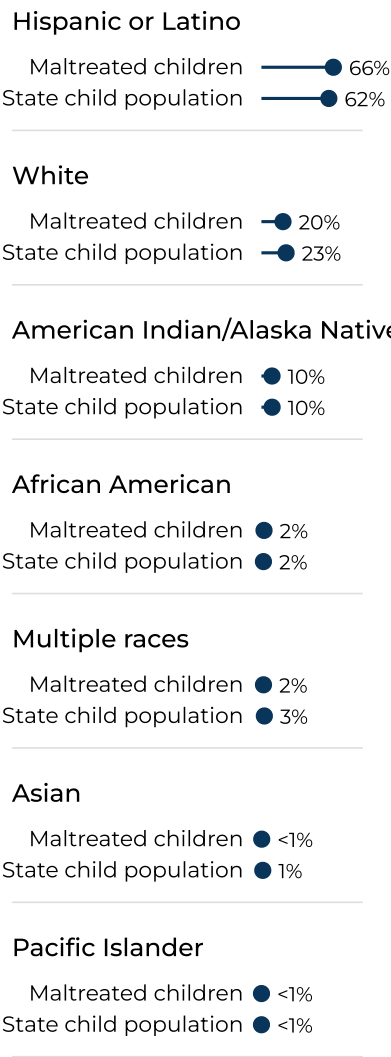 Hispanic or Latino
Maltreated children 66%
State child population 62%
White
Maltreated children 20%
State child population 23%
American Indian/Alaska Native
Maltreated children 10%
State child population 10%
African American
Maltreated children 2%
State child population 2%
Multiple races
Maltreated children 2%
State child population 3%
Asian
Maltreated children <1%
State child population 1%
Pacific Islander
Maltreated children <1%
State child population <1%